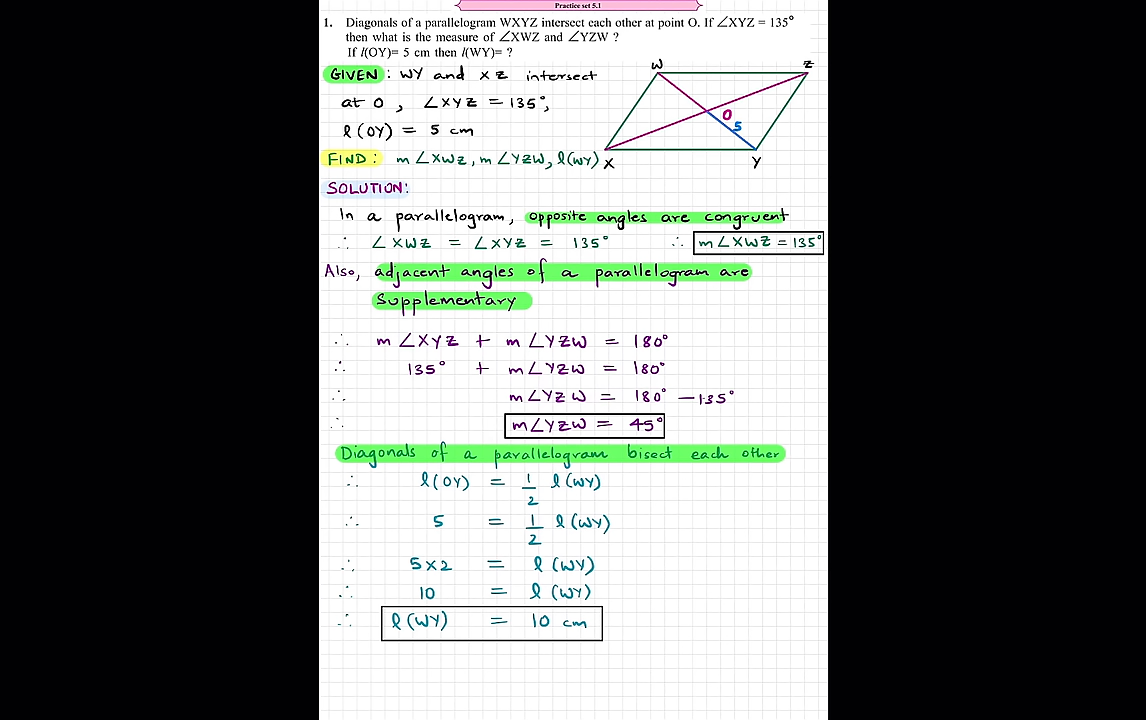 Practice set 5.1
1. Diagonals of a parallelogram WXYZ intersect each other at point O. If ∠XYZ = 135°
then what is the measure of ∠XWZ and ∠YZW ?
If l(OY)= 5 cm then l(WY)= ?
GIVEN : WY and XZ intersect
at O , ∠XYZ = 135°,
l(OY) = 5 cm
FIND : m∠XWZ, m∠YZW, l(WY)
W Z
O
5
X Y
SOLUTION:
In a parallelogram, opposite angles are congruent
∴ ∠XWZ = ∠XYZ = 135° ∴ m∠XWZ = 135°
Also, adjacent angles of a parallelogram are
supplementary
∴ m∠XYZ + m∠YZW = 180°
∴ 135° + m∠YZW = 180°
∴ m∠YZW = 180° – 135°
∴ m∠YZW = 45°
Diagonals of a parallelogram bisect each other
∴ l(OY) = 1/2 l(WY)
∴ 5 = 1/2 l(WY)
∴ 5×2 = l(WY)
∴ 10 = l(WY)
∴ l(WY) = 10 cm